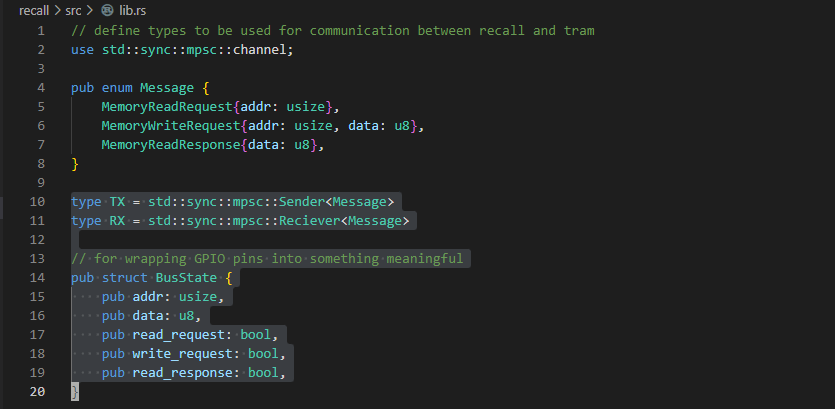 recall > src > lib.rs
1 // define types to be used for communication between recall and tram
2 use std::sync::mpsc::channel;
3
4 pub enum Message {
5     MemoryReadRequest{addr: usize},
6     MemoryWriteRequest{addr: usize, data: u8},
7     MemoryReadResponse{data: u8},
8 }
9
10 type TX = std::sync::mpsc::Sender<Message>
11 type RX = std::sync::mpsc::Reciever<Message>
12
13 // for wrapping GPIO pins into something meaningful
14 pub struct BusState {
15     pub addr: usize,
16     pub data: u8,
17     pub read_request: bool,
18     pub write_request: bool,
19     pub read_response: bool,
20 }